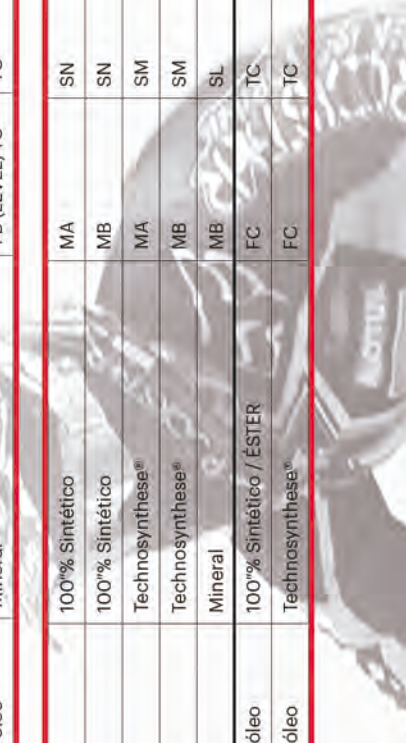 100"% Sintético MA SN
100"% Sintético MB SN
Technosynthese® MA SM
Technosynthese® MB SM
Mineral MB SL
óleo 100"% Sintético / ÉSTER FC TC
óleo Technosynthese® FC TC